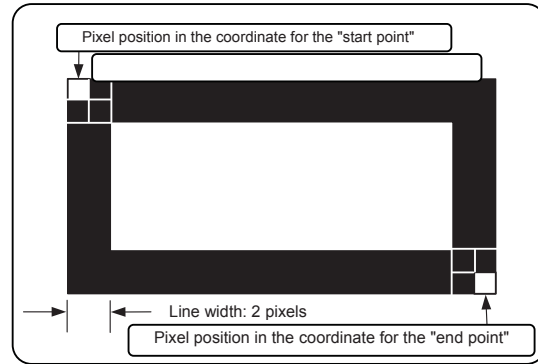 Pixel position in the coordinate for the "start point"
Line width: 2 pixels
Pixel position in the coordinate for the "end point"